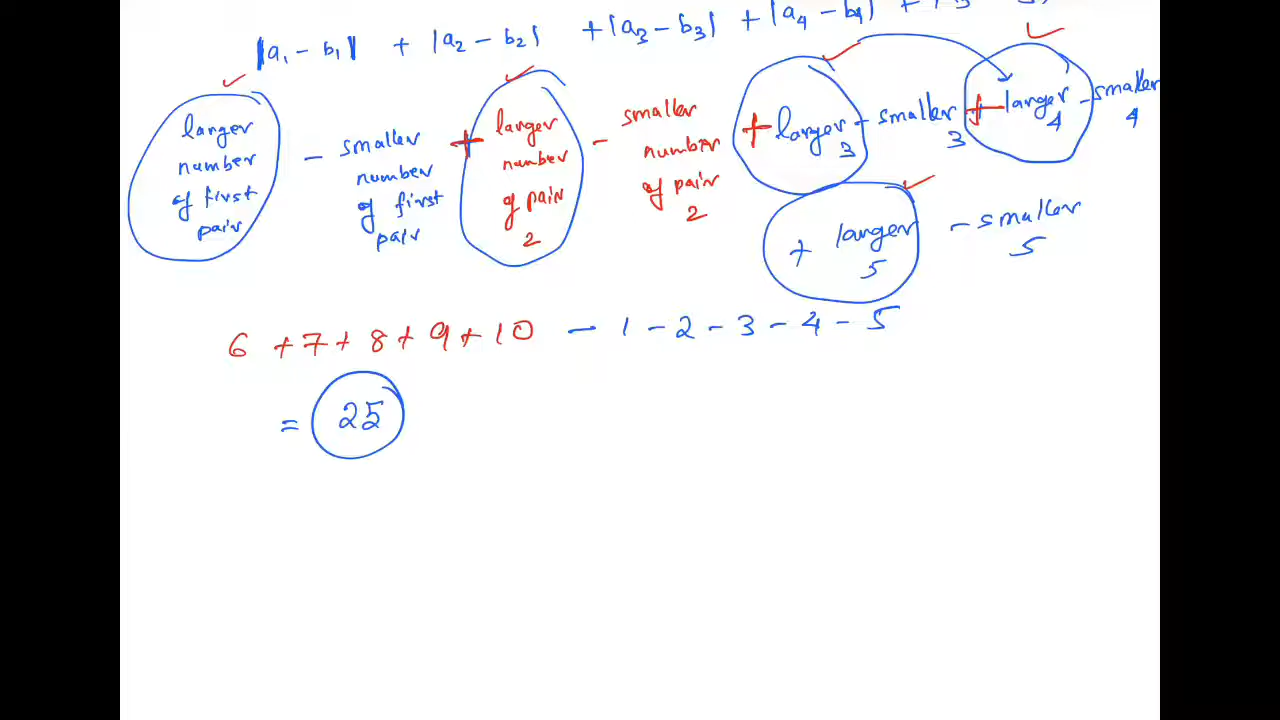 |a₁ - b₁| + |a₂ - b₂| + |a₃ - b₃| + |a₄ - b₄| +
larger number of first pair - smaller number of first pair + larger number of pair 2 - smaller number of pair 2 + larger 3 - smaller 3 + larger 4 - smaller 4
+ larger 5 - smaller 5
6 + 7 + 8 + 9 + 10 - 1 - 2 - 3 - 4 - 5
= 25